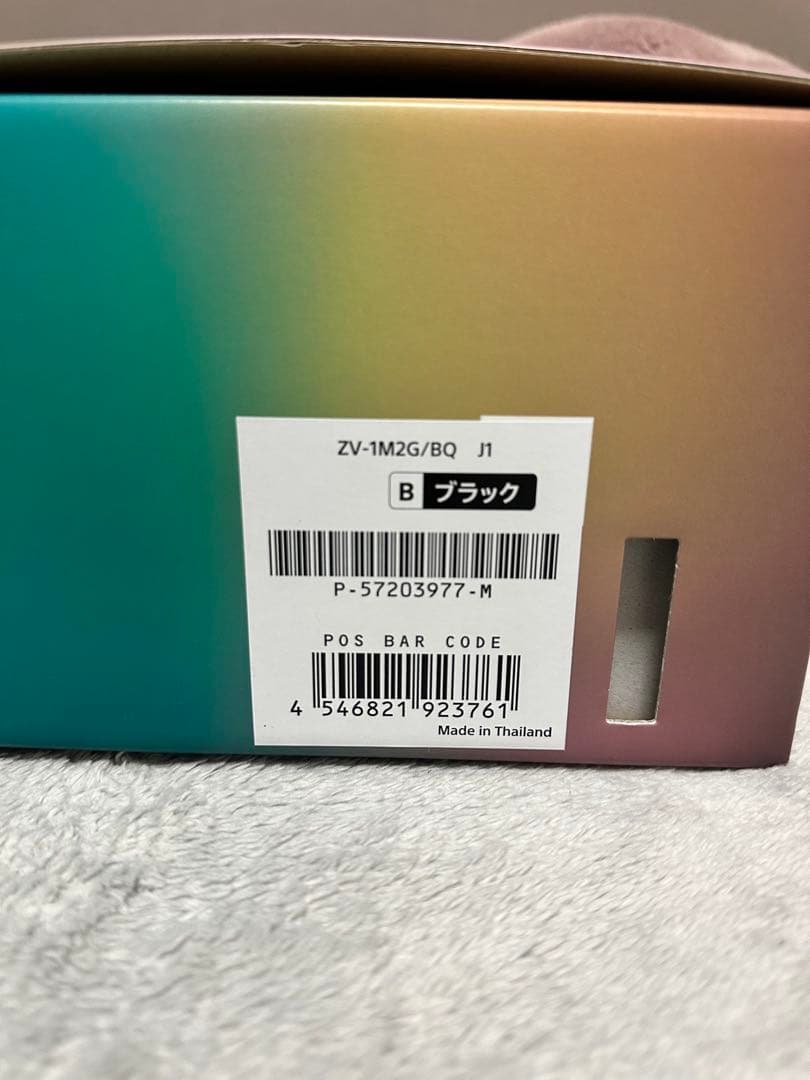 ZV-1M2G/BQ J1
B ブラック
P-57203977-M
POS BAR CODE
4 546821 923761
Made in Thailand